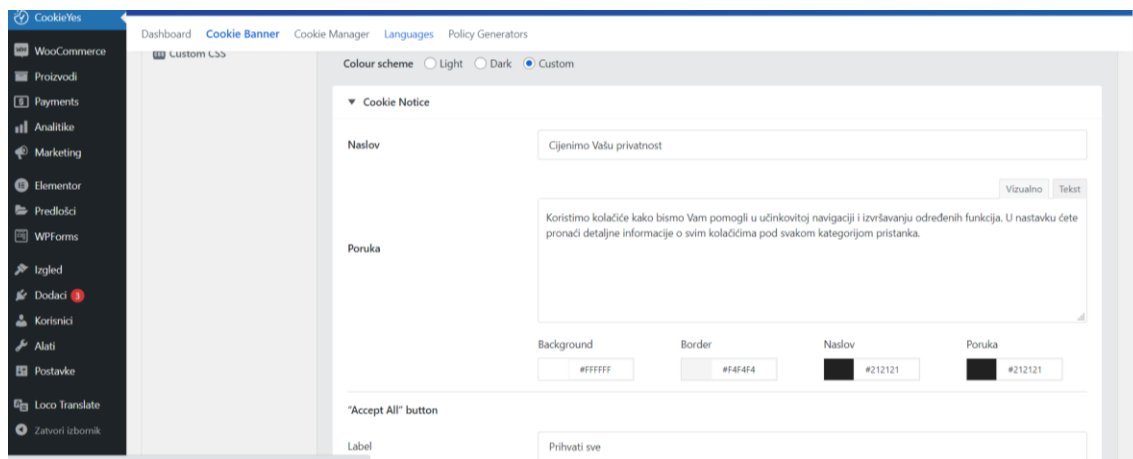 CookieYes
WooCommerce
Proizvodi
Payments
Analitike
Marketing
Elementor
Predlošci
WPForms
Izgled
Dodaci 3
Korisnici
Alati
Postavke
Loco Translate
Zatvori izbornik
Dashboard Cookie Banner Cookie Manager Languages Policy Generators
Custom CSS
Colour scheme Light Dark Custom
Cookie Notice
Naslov Cijenimo Vašu privatnost
Vizualno Tekst
Poruka
Koristimo kolačiće kako bismo Vam pomogli u učinkovitoj navigaciji i izvršavanju određenih funkcija. U nastavku ćete
pronaći detaljne informacije o svim kolačićima pod svakom kategorijom pristanka.
Background Border Naslov Poruka
#FFFFFF #F4F4F4 #212121 #212121
"Accept All" button
Label Prihvati sve